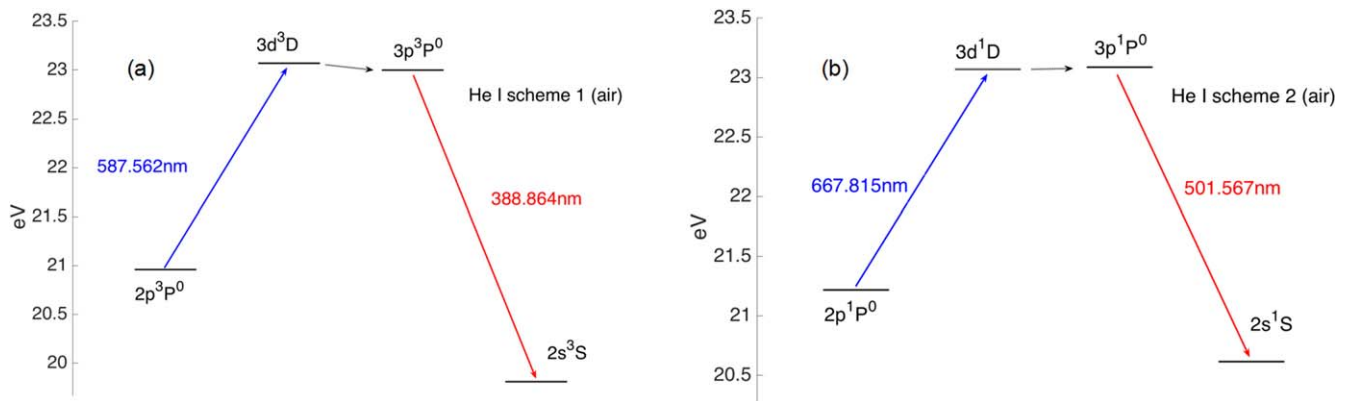 23.5
23
22.5
22
21.5
21
20.5
20
eV
(a)
3d³D
3p³P⁰
He I scheme 1 (air)
587.562nm
388.864nm
2p³P⁰
2s³S
23.5
23
22.5
22
21.5
21
20.5
eV
(b)
3d¹D
3p¹P⁰
He I scheme 2 (air)
667.815nm
501.567nm
2p¹P⁰
2s¹S